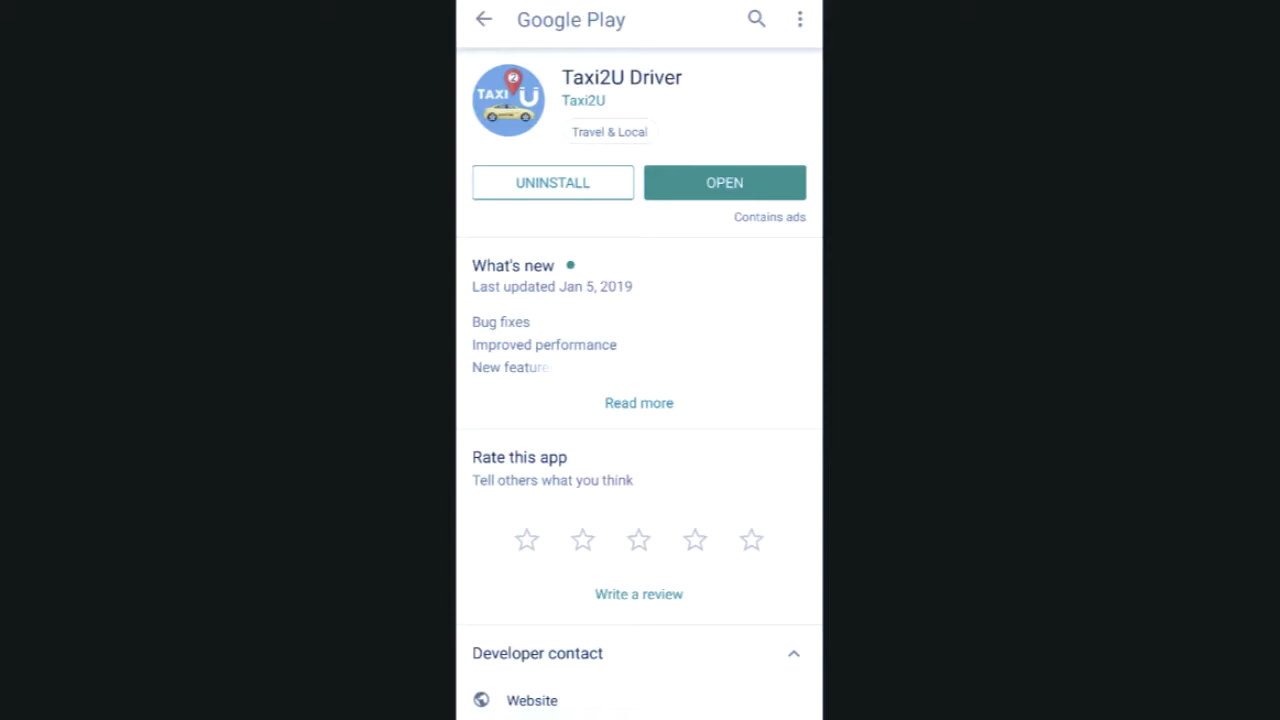 Google Play
Taxi2U Driver
Taxi2U
TAXI 2 U
Travel & Local
UNINSTALL
OPEN
Contains ads
What's new
Last updated Jan 5, 2019
Bug fixes
Improved performance
New feature
Read more
Rate this app
Tell others what you think
Write a review
Developer contact
Website